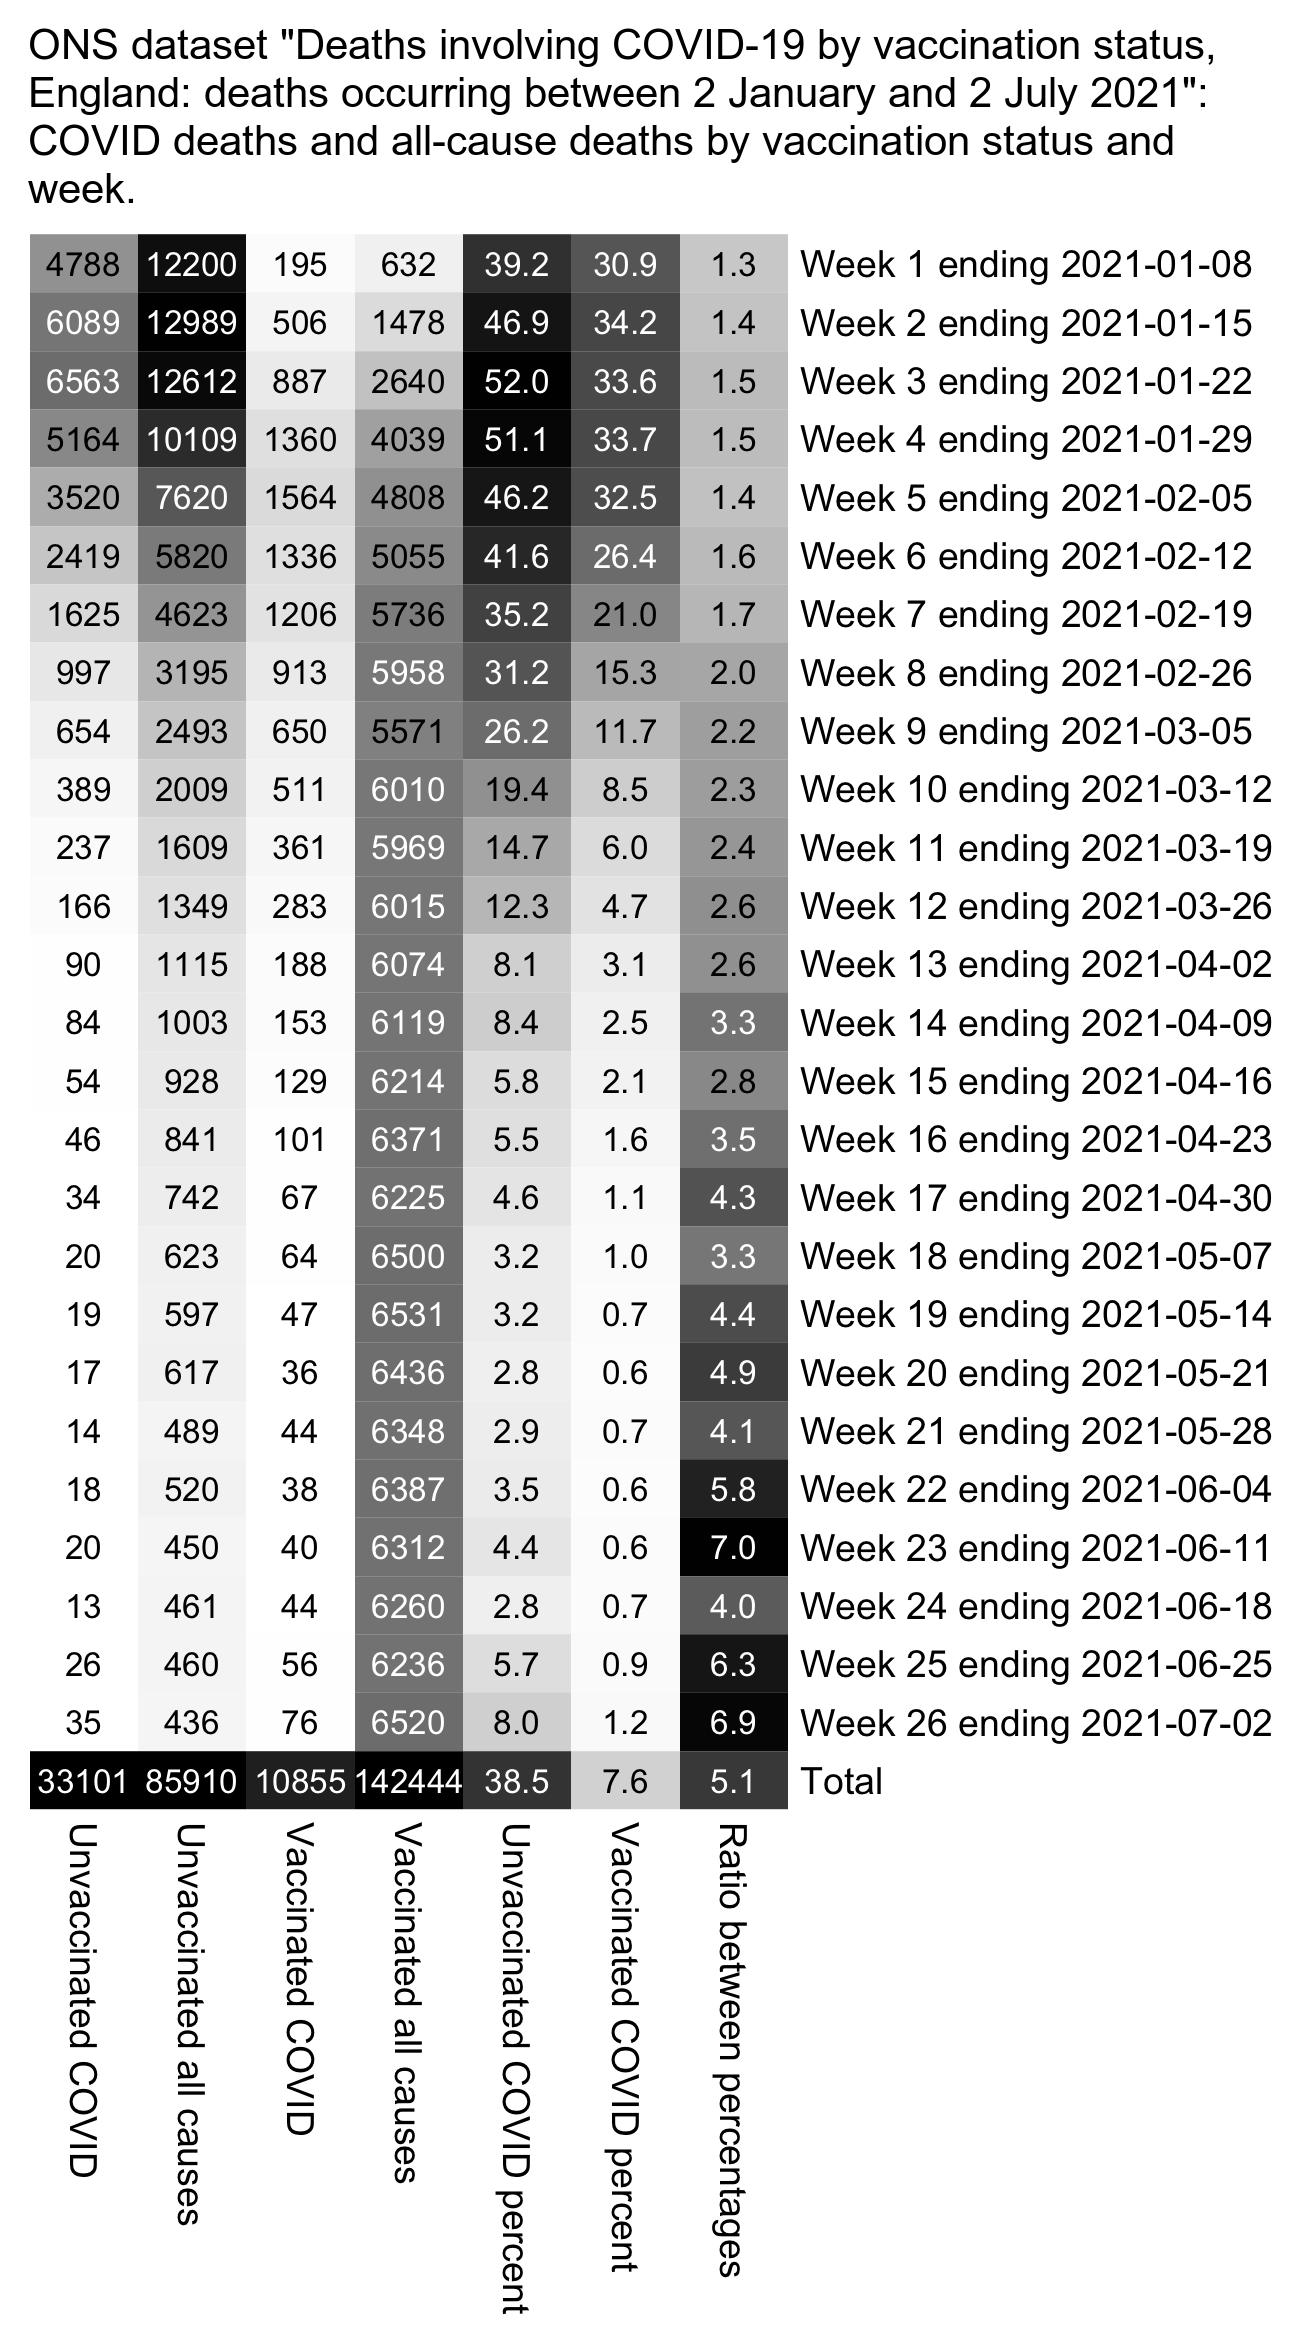 ONS dataset "Deaths involving COVID-19 by vaccination status,
England: deaths occurring between 2 January and 2 July 2021":
COVID deaths and all-cause deaths by vaccination status and
week.
4788 12200 195 632 39.2 30.9 1.3 Week 1 ending 2021-01-08
6089 12989 506 1478 46.9 34.2 1.4 Week 2 ending 2021-01-15
6563 12612 887 2640 52.0 33.6 1.5 Week 3 ending 2021-01-22
5164 10109 1360 4039 51.1 33.7 1.5 Week 4 ending 2021-01-29
3520 7620 1564 4808 46.2 32.5 1.4 Week 5 ending 2021-02-05
2419 5820 1336 5055 41.6 26.4 1.6 Week 6 ending 2021-02-12
1625 4623 1206 5736 35.2 21.0 1.7 Week 7 ending 2021-02-19
997 3195 913 5958 31.2 15.3 2.0 Week 8 ending 2021-02-26
654 2493 650 5571 26.2 11.7 2.2 Week 9 ending 2021-03-05
389 2009 511 6010 19.4 8.5 2.3 Week 10 ending 2021-03-12
237 1609 361 5969 14.7 6.0 2.4 Week 11 ending 2021-03-19
166 1349 283 6015 12.3 4.7 2.6 Week 12 ending 2021-03-26
90 1115 188 6074 8.1 3.1 2.6 Week 13 ending 2021-04-02
84 1003 153 6119 8.4 2.5 3.3 Week 14 ending 2021-04-09
54 928 129 6214 5.8 2.1 2.8 Week 15 ending 2021-04-16
46 841 101 6371 5.5 1.6 3.5 Week 16 ending 2021-04-23
34 742 67 6225 4.6 1.1 4.3 Week 17 ending 2021-04-30
20 623 64 6500 3.2 1.0 3.3 Week 18 ending 2021-05-07
19 597 47 6531 3.2 0.7 4.4 Week 19 ending 2021-05-14
17 617 36 6436 2.8 0.6 4.9 Week 20 ending 2021-05-21
14 489 44 6348 2.9 0.7 4.1 Week 21 ending 2021-05-28
18 520 38 6387 3.5 0.6 5.8 Week 22 ending 2021-06-04
20 450 40 6312 4.4 0.6 7.0 Week 23 ending 2021-06-11
13 461 44 6260 2.8 0.7 4.0 Week 24 ending 2021-06-18
26 460 56 6236 5.7 0.9 6.3 Week 25 ending 2021-06-25
35 436 76 6520 8.0 1.2 6.9 Week 26 ending 2021-07-02
33101 85910 10855 142444 38.5 7.6 5.1 Total
Unvaccinated COVID
Unvaccinated all causes
Vaccinated COVID
Vaccinated all causes
Unvaccinated COVID percent
Vaccinated COVID percent
Ratio between percentages